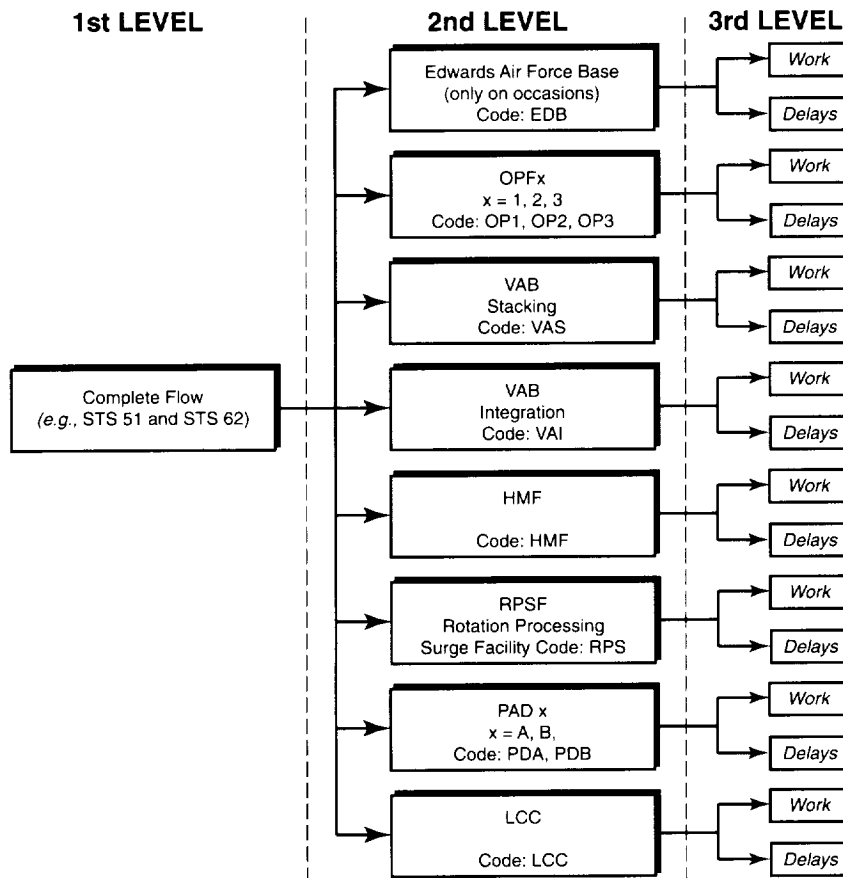 1st LEVEL
2nd LEVEL
3rd LEVEL
Edwards Air Force Base
(only on occasions)
Code: EDB
Work
Delays
OPFx
x = 1, 2, 3
Code: OP1, OP2, OP3
Work
Delays
VAB
Stacking
Code: VAS
Work
Delays
Complete Flow
(e.g., STS 51 and STS 62)
VAB
Integration
Code: VAI
Work
Delays
HMF
Code: HMF
Work
Delays
RPSF
Rotation Processing
Surge Facility Code: RPS
Work
Delays
PAD x
x = A, B,
Code: PDA, PDB
Work
Delays
LCC
Code: LCC
Work
Delays